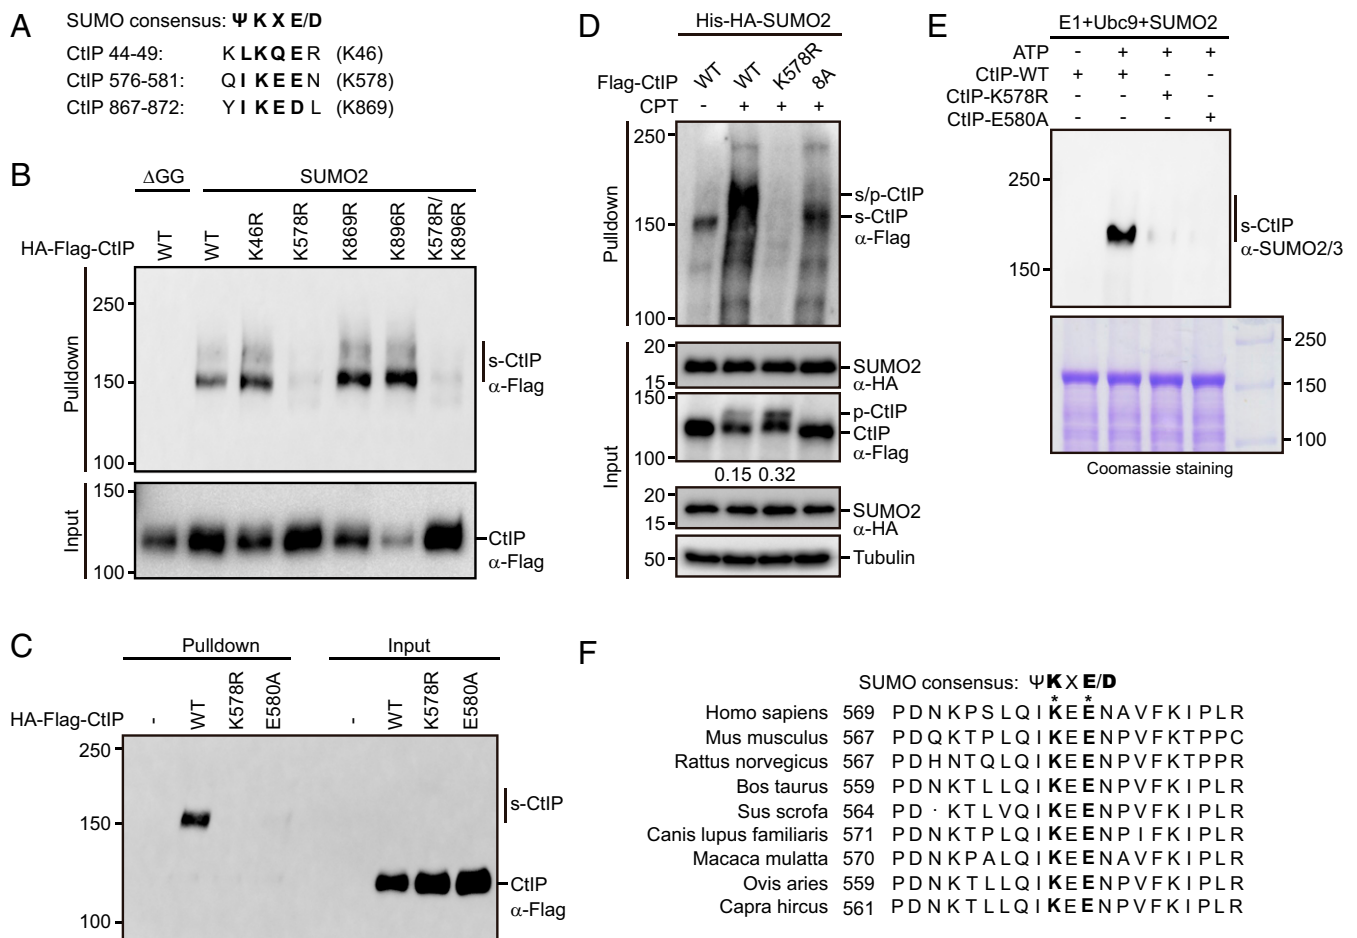 A
SUMO consensus: Ψ K X E/D
CtIP 44-49: K L K Q E R (K46)
CtIP 576-581: Q I K E E N (K578)
CtIP 867-872: Y I K E D L (K869)
B
ΔGG SUMO2
HA-Flag-CtIP WT WT K46R K578R K869R K896R K578R/K896R
Pulldown
250
150
100
s-CtIP
α-Flag
Input
150
100
CtIP
α-Flag
C
Pulldown Input
HA-Flag-CtIP - WT K578R E580A - WT K578R E580A
250
150
100
s-CtIP
CtIP
α-Flag
D
His-HA-SUMO2
Flag-CtIP WT WT K578R 8A
CPT - + + +
Pulldown
250
150
100
s/p-CtIP
s-CtIP
α-Flag
Input
20
15
SUMO2
α-HA
150
100
p-CtIP
CtIP
α-Flag
0.15 0.32
20
15
SUMO2
α-HA
50
Tubulin
E
E1+Ubc9+SUMO2
ATP - + + +
CtIP-WT + + - -
CtIP-K578R - - + -
CtIP-E580A - - - +
250
150
s-CtIP
α-SUMO2/3
250
150
100
Coomassie staining
F
SUMO consensus: Ψ K X E/D
* *
Homo sapiens 569 P D N K P S L Q I K E E N A V F K I P L R
Mus musculus 567 P D Q K T P L Q I K E E N P V F K T P P C
Rattus norvegicus 567 P D H N T Q L Q I K E E N P V F K T P P R
Bos taurus 559 P D N K T L L Q I K E E N P V F K I P L R
Sus scrofa 564 P D · K T L V Q I K E E N P V F K I P L R
Canis lupus familiaris 571 P D N K T P L Q I K E E N P I F K I P L R
Macaca mulatta 570 P D N K P A L Q I K E E N A V F K I P L R
Ovis aries 559 P D N K T L L Q I K E E N P V F K I P L R
Capra hircus 561 P D N K T L L Q I K E E N P V F K I P L R